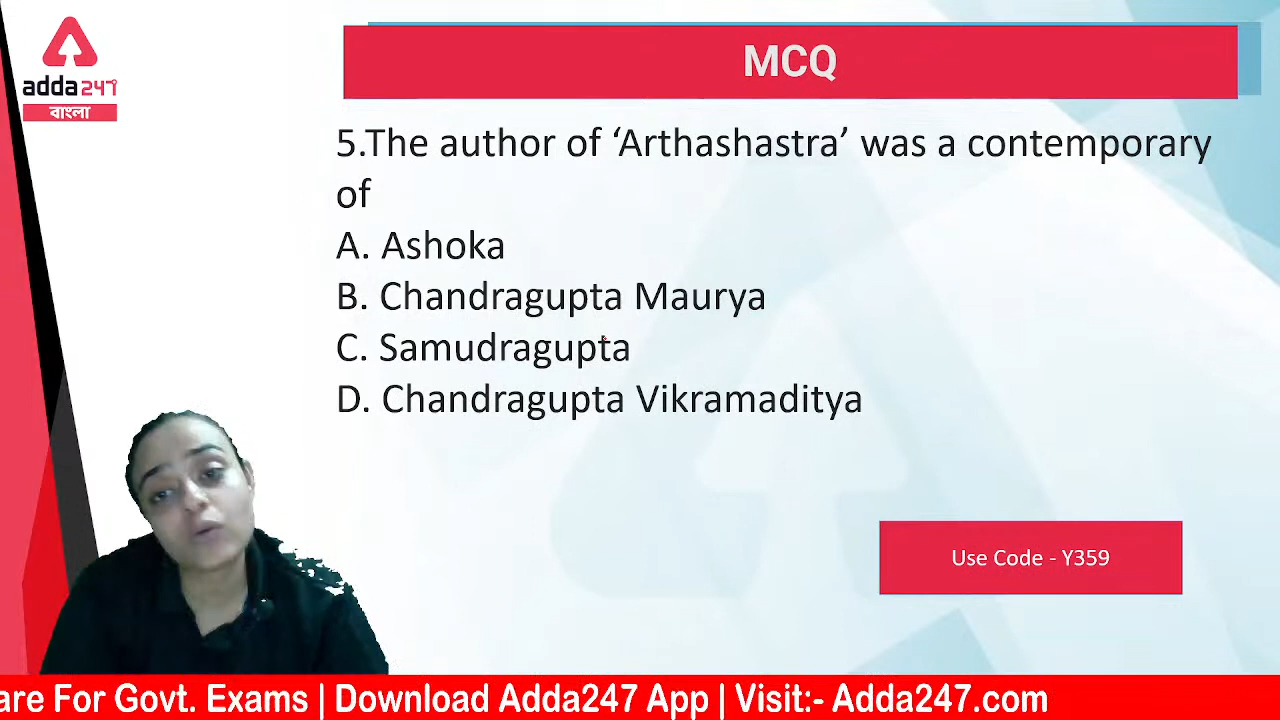 adda247
বাংলা
MCQ
5.The author of ‘Arthashastra’ was a contemporary
of
A. Ashoka
B. Chandragupta Maurya
C. Samudragupta
D. Chandragupta Vikramaditya
Use Code - Y359
are For Govt. Exams | Download Adda247 App | Visit:- Adda247.com